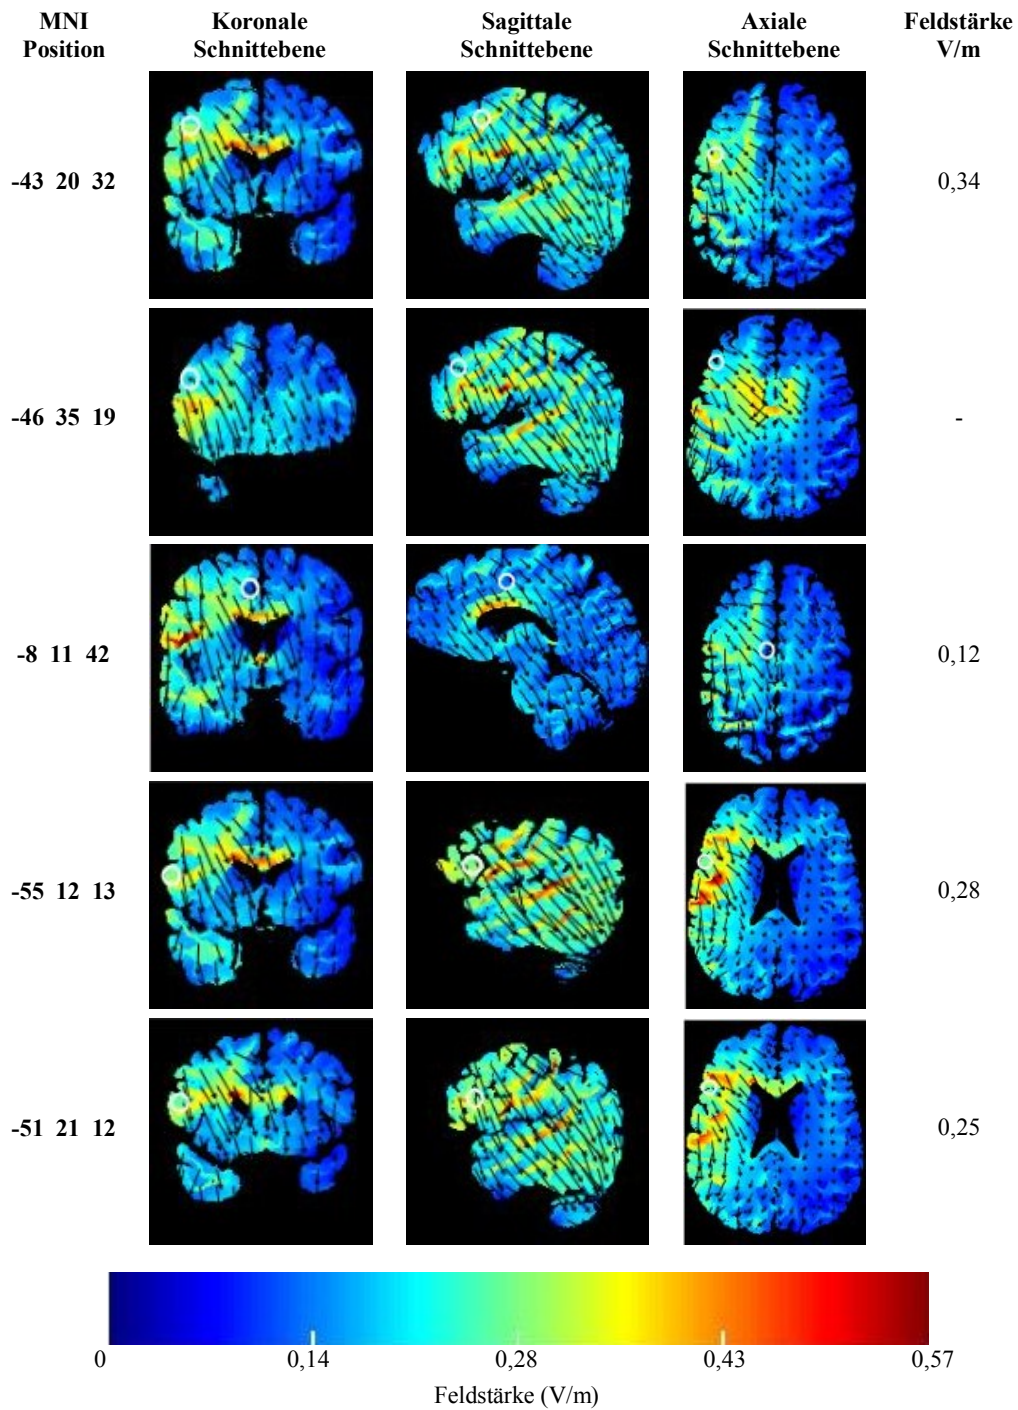 MNI Position Koronale Schnittebene Sagittale Schnittebene Axiale Schnittebene Feldstärke V/m
-43 20 32 0,34
-46 35 19 -
-8 11 42 0,12
-55 12 13 0,28
-51 21 12 0,25
0 0,14 0,28 0,43 0,57
Feldstärke (V/m)